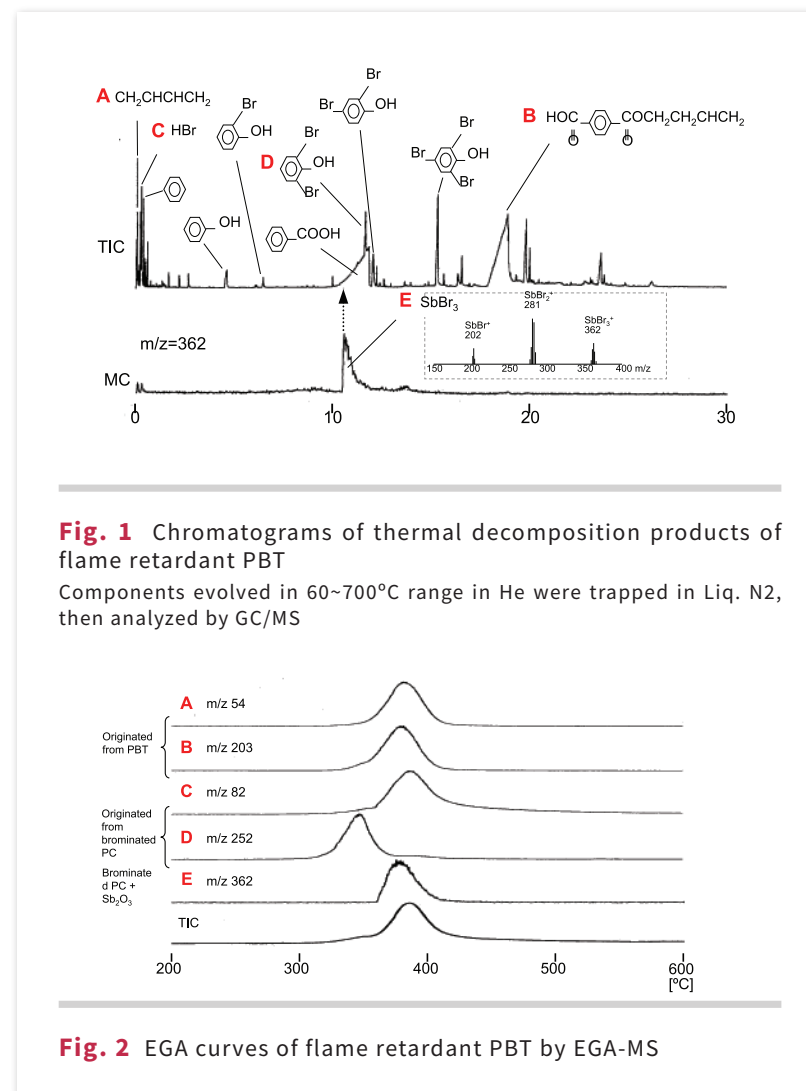 A CH2CHCHCH2
C HBr
Br
OH
D
Br
OH
Br
Br
Br
OH
Br
Br
OH
Br
B HOC
O
COCH2CH2CHCH2
O
OH
COOH
TIC
E SbBr3
m/z=362
SbBr+
202
SbBr2+
281
SbBr3+
362
150 200 250 300 350 400 m/z
MC
0 10 20 30
Fig. 1 Chromatograms of thermal decomposition products of
flame retardant PBT
Components evolved in 60~700ºC range in He were trapped in Liq. N2,
then analyzed by GC/MS
Originated
from PBT
A m/z 54
B m/z 203
C m/z 82
Originated
from
brominated
PC
D m/z 252
Brominate
d PC +
Sb2O3
E m/z 362
TIC
200 300 400 500 600
[ºC]
Fig. 2 EGA curves of flame retardant PBT by EGA-MS